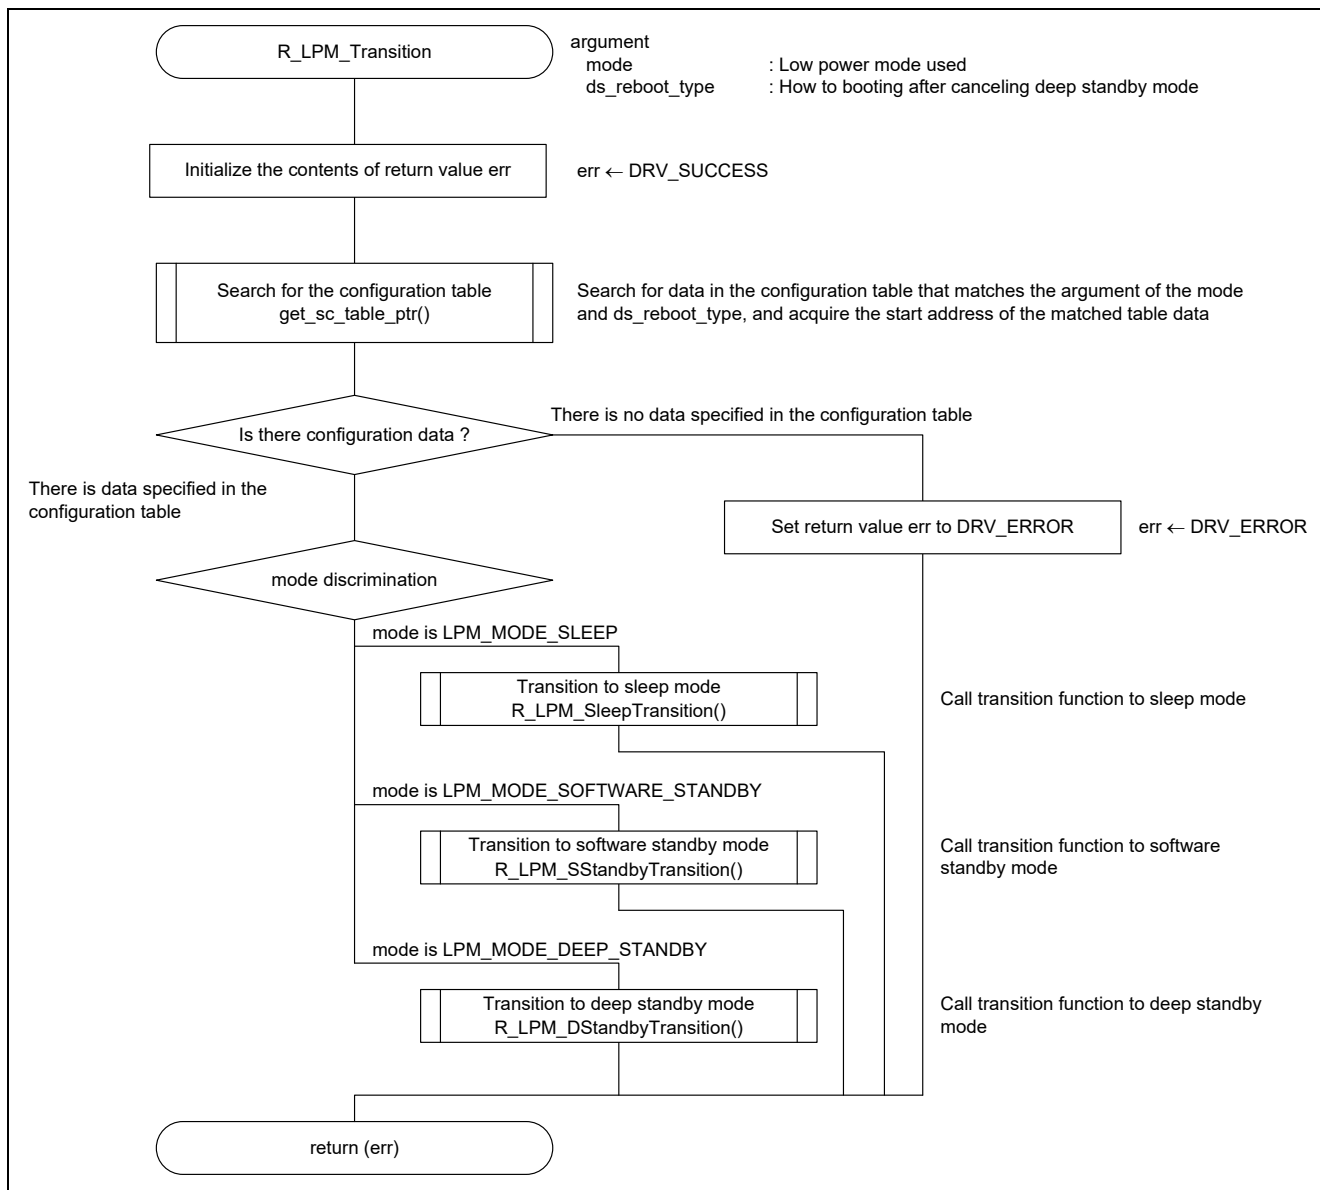 R_LPM_Transition
argument
mode : Low power mode used
ds_reboot_type : How to booting after canceling deep standby mode
Initialize the contents of return value err
err ← DRV_SUCCESS
Search for the configuration table
get_sc_table_ptr()
Search for data in the configuration table that matches the argument of the mode
and ds_reboot_type, and acquire the start address of the matched table data
There is no data specified in the configuration table
Is there configuration data ?
There is data specified in the
configuration table
Set return value err to DRV_ERROR
err ← DRV_ERROR
mode discrimination
mode is LPM_MODE_SLEEP
Transition to sleep mode
R_LPM_SleepTransition()
Call transition function to sleep mode
mode is LPM_MODE_SOFTWARE_STANDBY
Transition to software standby mode
R_LPM_SStandbyTransition()
Call transition function to software
standby mode
mode is LPM_MODE_DEEP_STANDBY
Transition to deep standby mode
R_LPM_DStandbyTransition()
Call transition function to deep standby
mode
return (err)